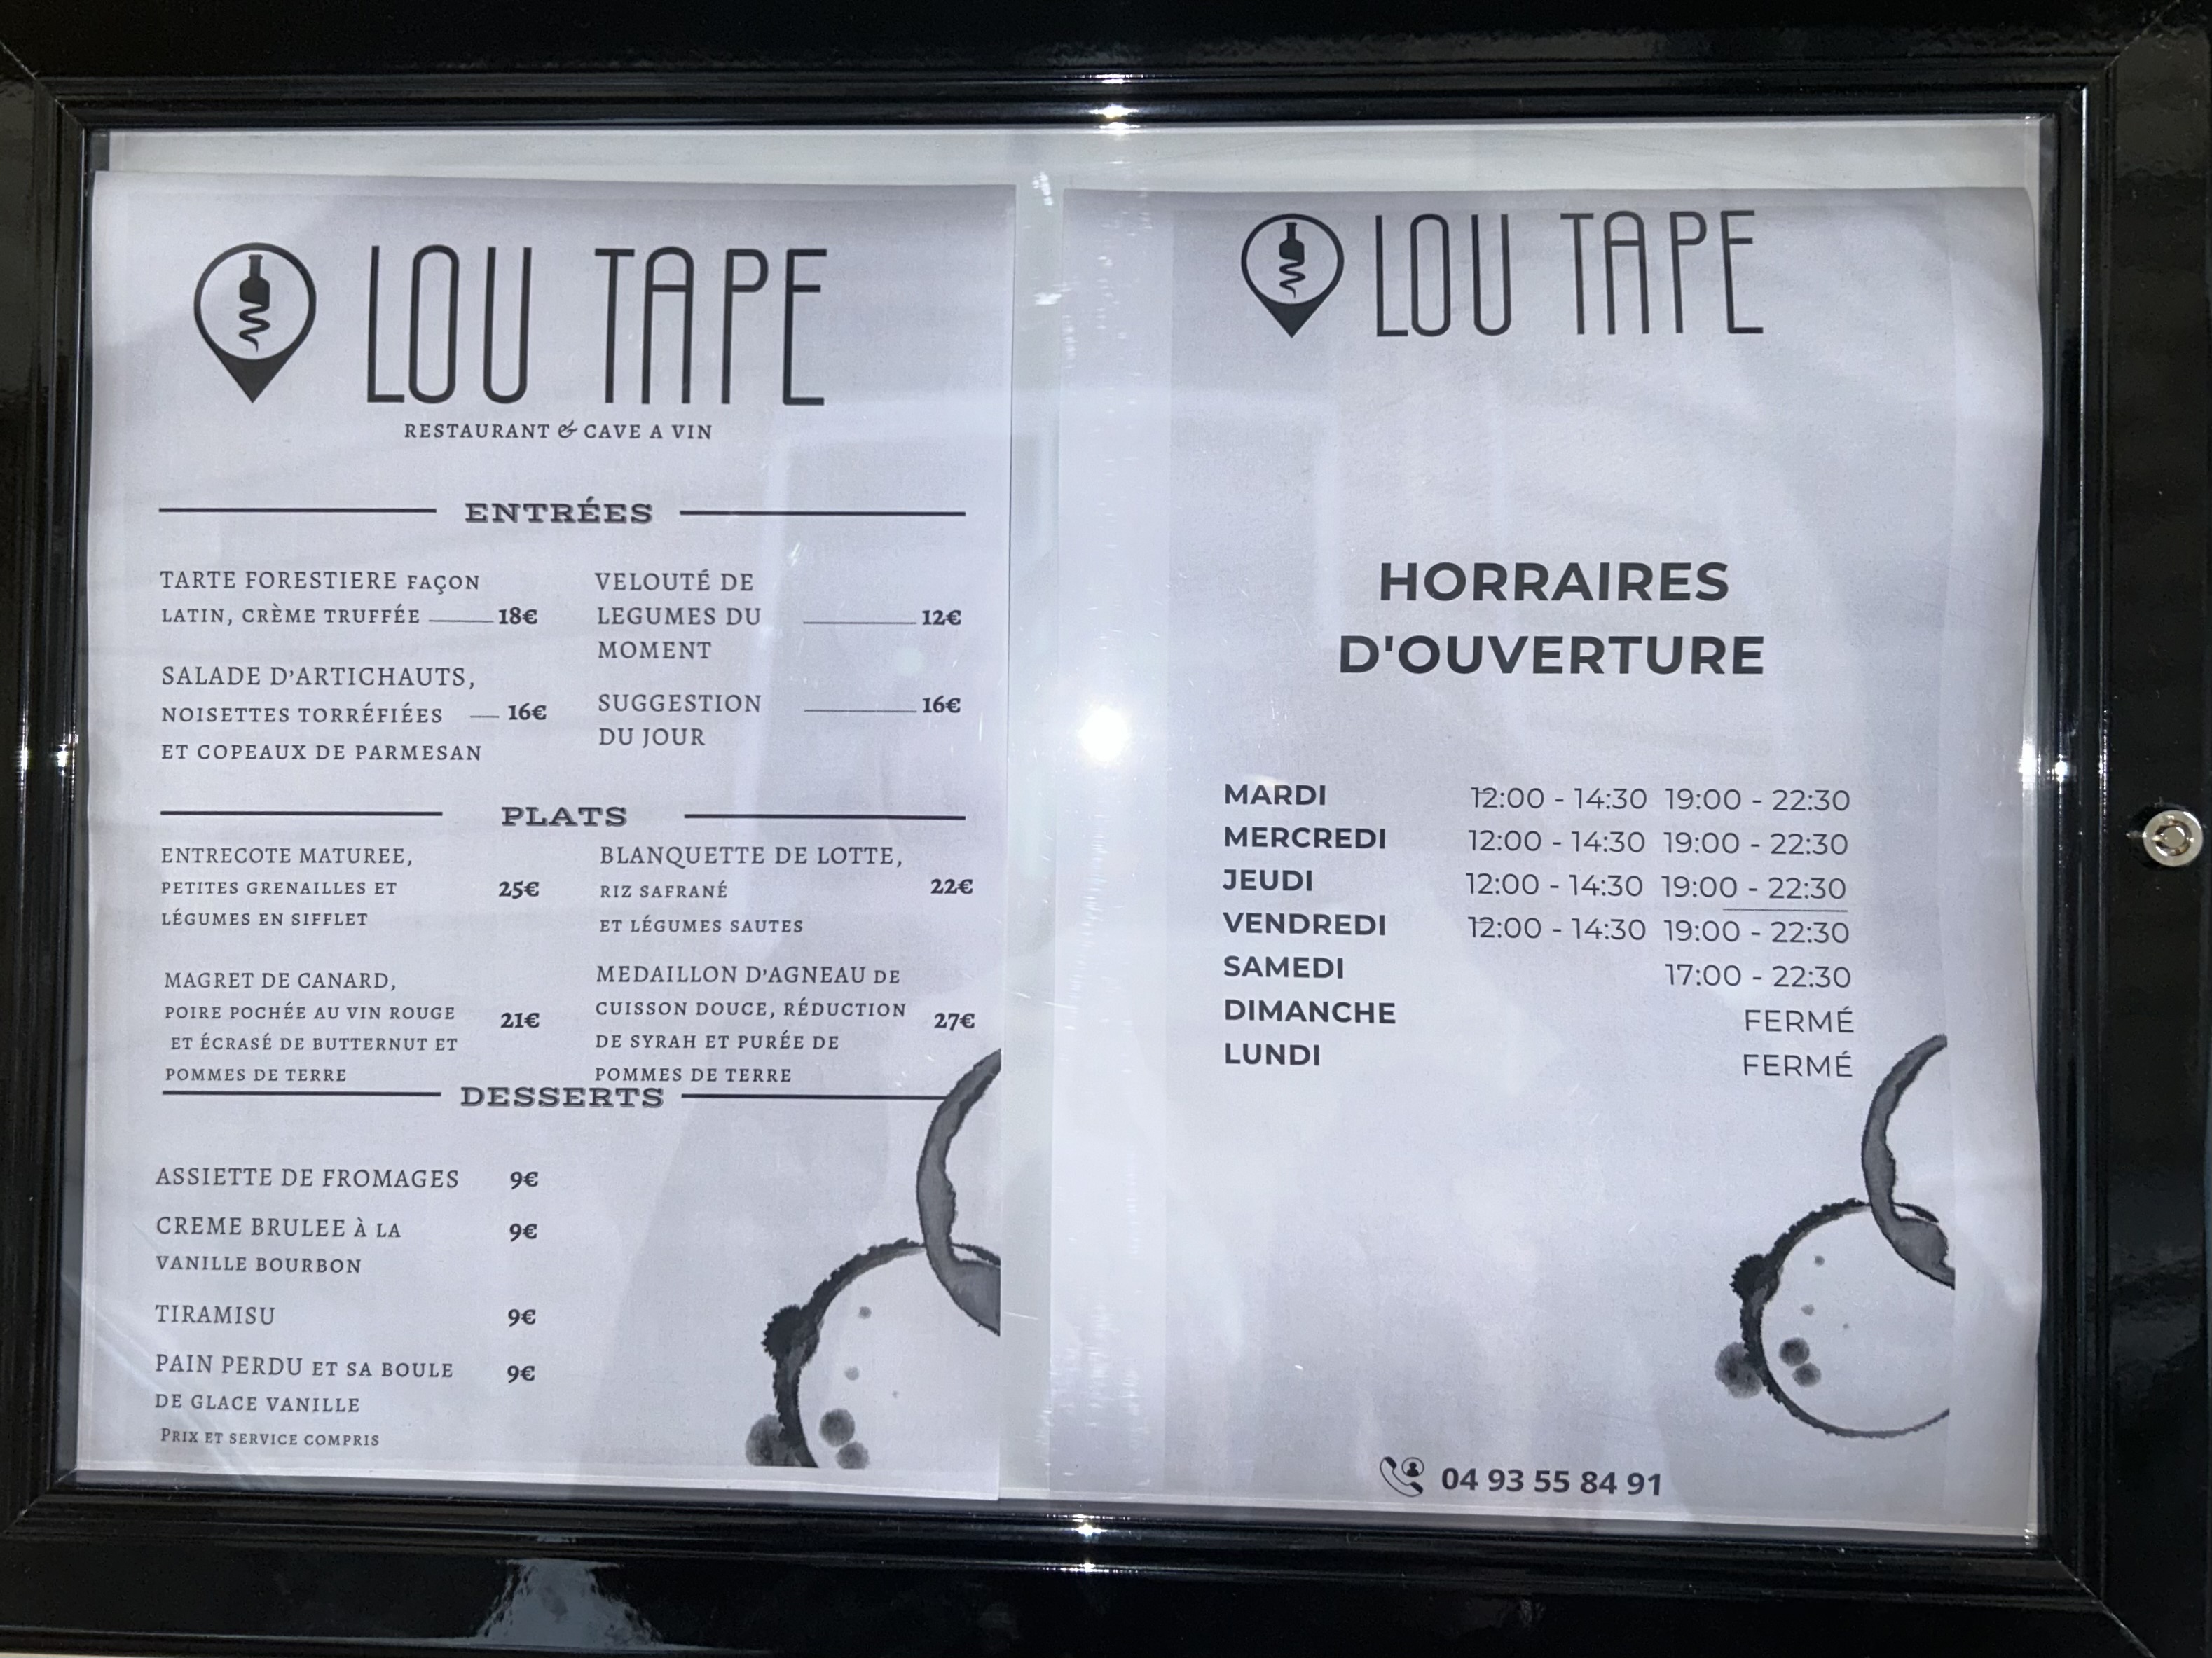 LOU TAPE
RESTAURANT & CAVE A VIN
ENTRÉES
TARTE FORESTIERE FAÇON
LATIN, CRÈME TRUFFÉE 18€
SALADE D'ARTICHAUTS,
NOISETTES TORRÉFIÉES 16€
ET COPEAUX DE PARMESAN
VELOUTÉ DE
LEGUMES DU 12€
MOMENT
SUGGESTION 16€
DU JOUR
PLATS
ENTRECOTE MATUREE,
PETITES GRENAILLES ET 25€
LÉGUMES EN SIFFLET
MAGRET DE CANARD,
POIRE POCHÉE AU VIN ROUGE 21€
ET ÉCRASÉ DE BUTTERNUT ET
POMMES DE TERRE
BLANQUETTE DE LOTTE,
RIZ SAFRANÉ 22€
ET LÉGUMES SAUTES
MEDAILLON D'AGNEAU DE
CUISSON DOUCE, RÉDUCTION 27€
DE SYRAH ET PURÉE DE
POMMES DE TERRE
DESSERTS
ASSIETTE DE FROMAGES 9€
CREME BRULEE À LA 9€
VANILLE BOURBON
TIRAMISU 9€
PAIN PERDU ET SA BOULE 9€
DE GLACE VANILLE
PRIX ET SERVICE COMPRIS
LOU TAPE
HORRAIRES
D'OUVERTURE
MARDI 12:00 - 14:30 19:00 - 22:30
MERCREDI 12:00 - 14:30 19:00 - 22:30
JEUDI 12:00 - 14:30 19:00 - 22:30
VENDREDI 12:00 - 14:30 19:00 - 22:30
SAMEDI 17:00 - 22:30
DIMANCHE FERMÉ
LUNDI FERMÉ
04 93 55 84 91